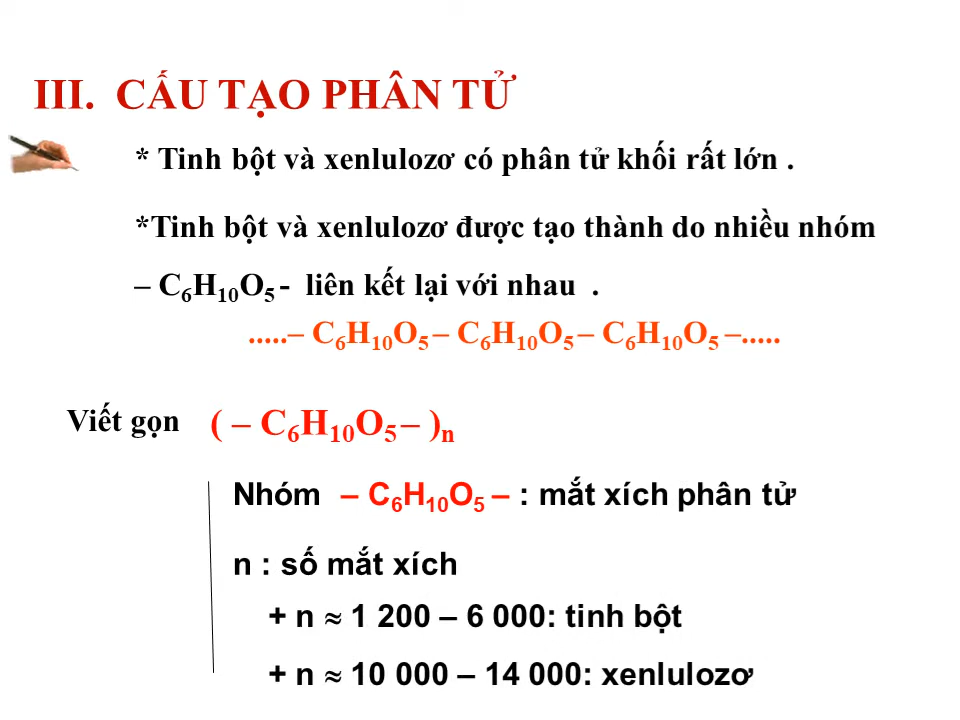 III. CẤU TẠO PHÂN TỬ
* Tinh bột và xenlulozơ có phân tử khối rất lớn .
*Tinh bột và xenlulozơ được tạo thành do nhiều nhóm
– C₆H₁₀O₅ - liên kết lại với nhau .
.....– C₆H₁₀O₅ – C₆H₁₀O₅ – C₆H₁₀O₅ –.....
Viết gọn ( – C₆H₁₀O₅ – )ₙ
Nhóm – C₆H₁₀O₅ – : mắt xích phân tử
n : số mắt xích
+ n ≈ 1 200 – 6 000: tinh bột
+ n ≈ 10 000 – 14 000: xenlulozơ